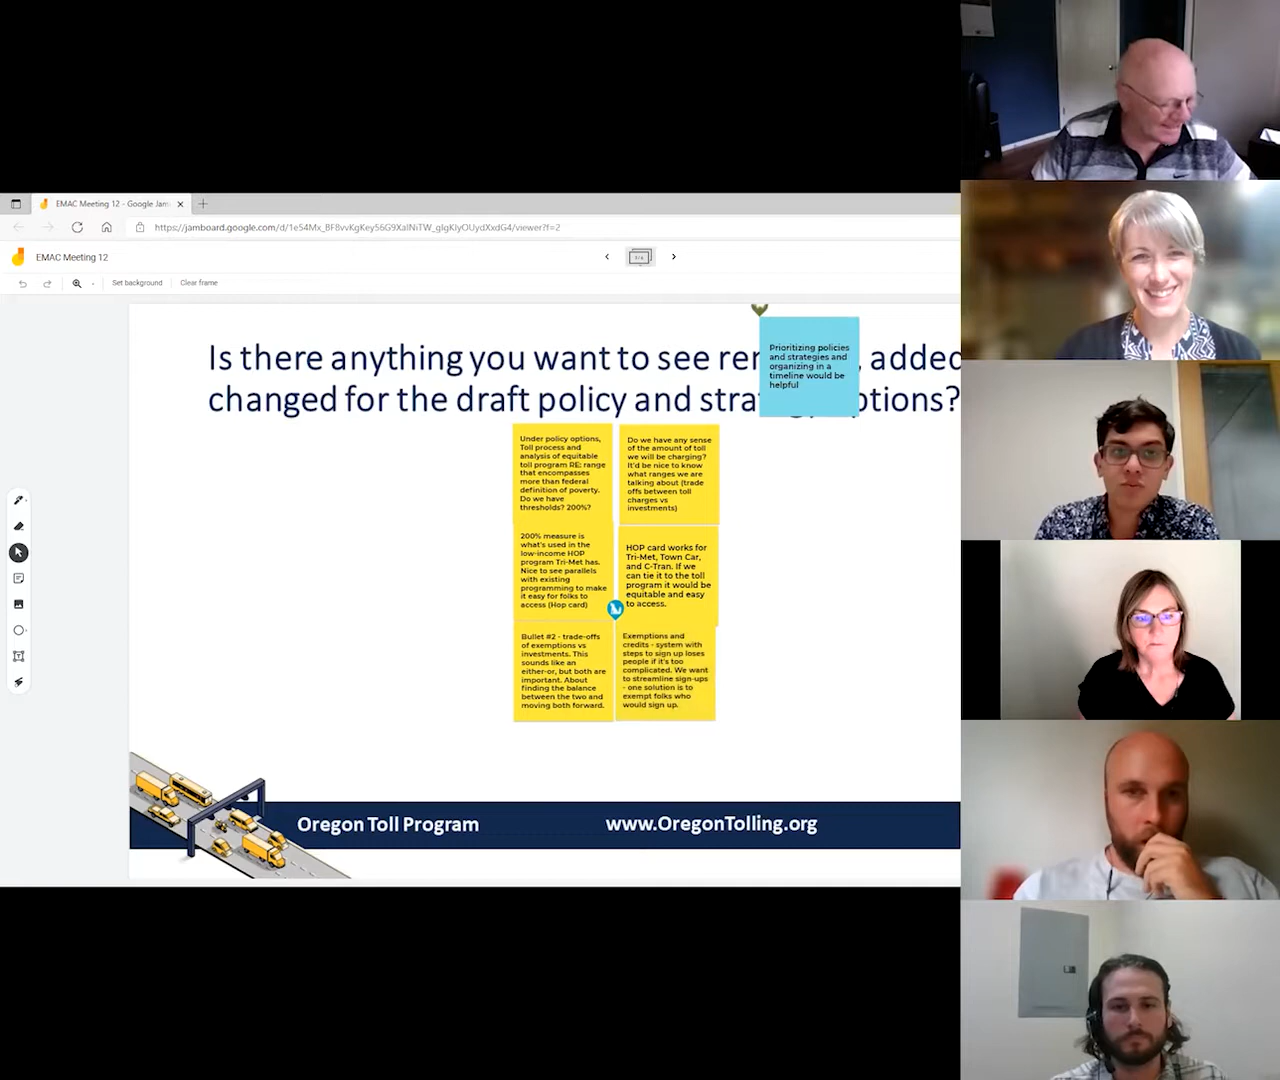 EMAC Meeting 12 - Google Jam
https://jamboard.google.com/d/
EMAC Meeting 12
Set background
Clear frame
Is there anything you want to see added
changed for the draft policy and
Prioritizing policies
and strategies and
organizing in a
timeline would be
helpful
Under policy options,
Toll process and
analysis of equitable
toll program RE: range
that encompasses
more than federal
definition of poverty.
Do we have
thresholds? 200%?
Do we have any sense
of the amount of toll
we will be charging?
It'd be nice to know
what ranges we are
talking about (trade
offs between toll
charges vs
investments)
200% measure is
what's used in the
low-income HOP
program Tri-Met has.
Nice to see parallels
with existing
programming to make
it easy for folks to
access (Hop card)
HOP card works for
Tri-Met, Town Car,
and C-Tran. If we
can tie it to the toll
program it would be
equitable and easy
to access.
Bullet #2 - trade-offs
of exemptions vs
investments. This
sounds like an
either-or, but both are
important. About
finding the balance
between the two and
moving both forward.
Exemptions and
credits - system with
steps to sign up loses
people if it's too
complicated. We want
to streamline sign-ups
- one solution is to
exempt folks who
would sign up.
Oregon Toll Program
www.OregonTolling.org